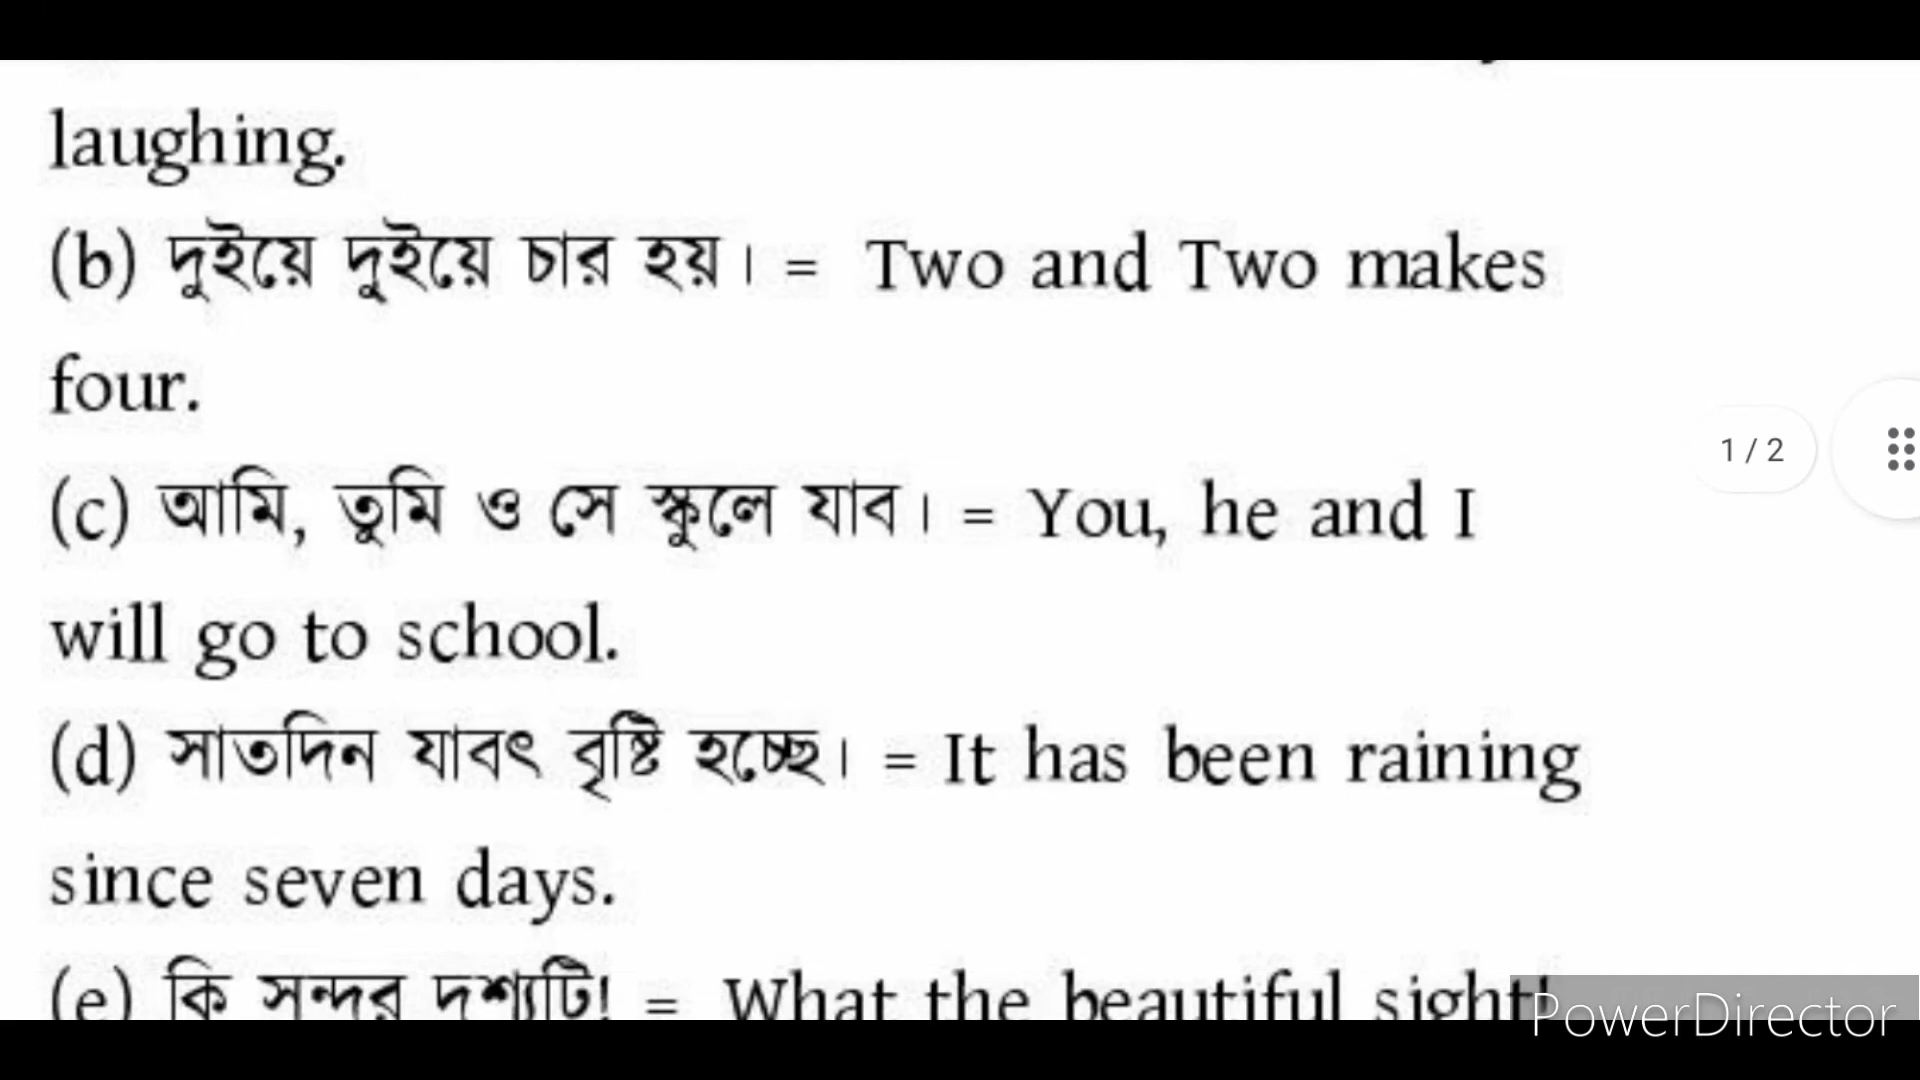 laughing.
(b) দুইয়ে দুইয়ে চার হয়। = Two and Two makes
four.
1 / 2
(c) আমি, তুমি ও সে স্কুলে যাব। = You, he and I
will go to school.
(d) সাতদিন যাবৎ বৃষ্টি হচ্ছে। = It has been raining
since seven days.
(e) কি সুন্দর দৃশ্যটি! = What the beautiful sight!
PowerDirector